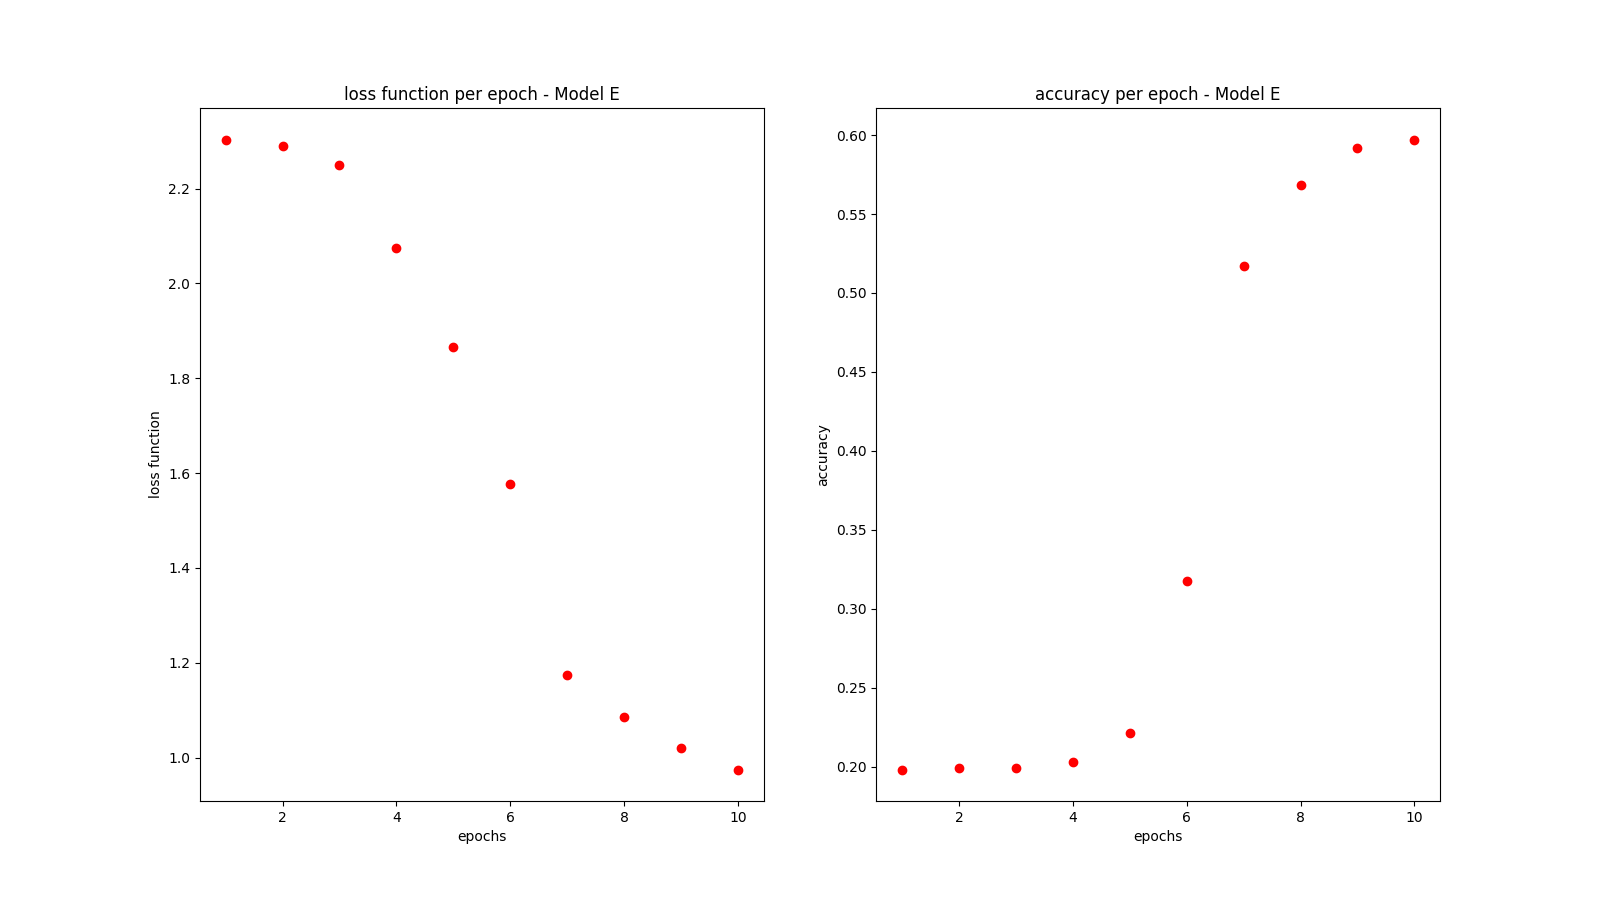 loss function per epoch - Model E
loss function
2.2
2.0
1.8
1.6
1.4
1.2
1.0
2 4 6 8 10
epochs
accuracy per epoch - Model E
accuracy
0.60
0.55
0.50
0.45
0.40
0.35
0.30
0.25
0.20
2 4 6 8 10
epochs